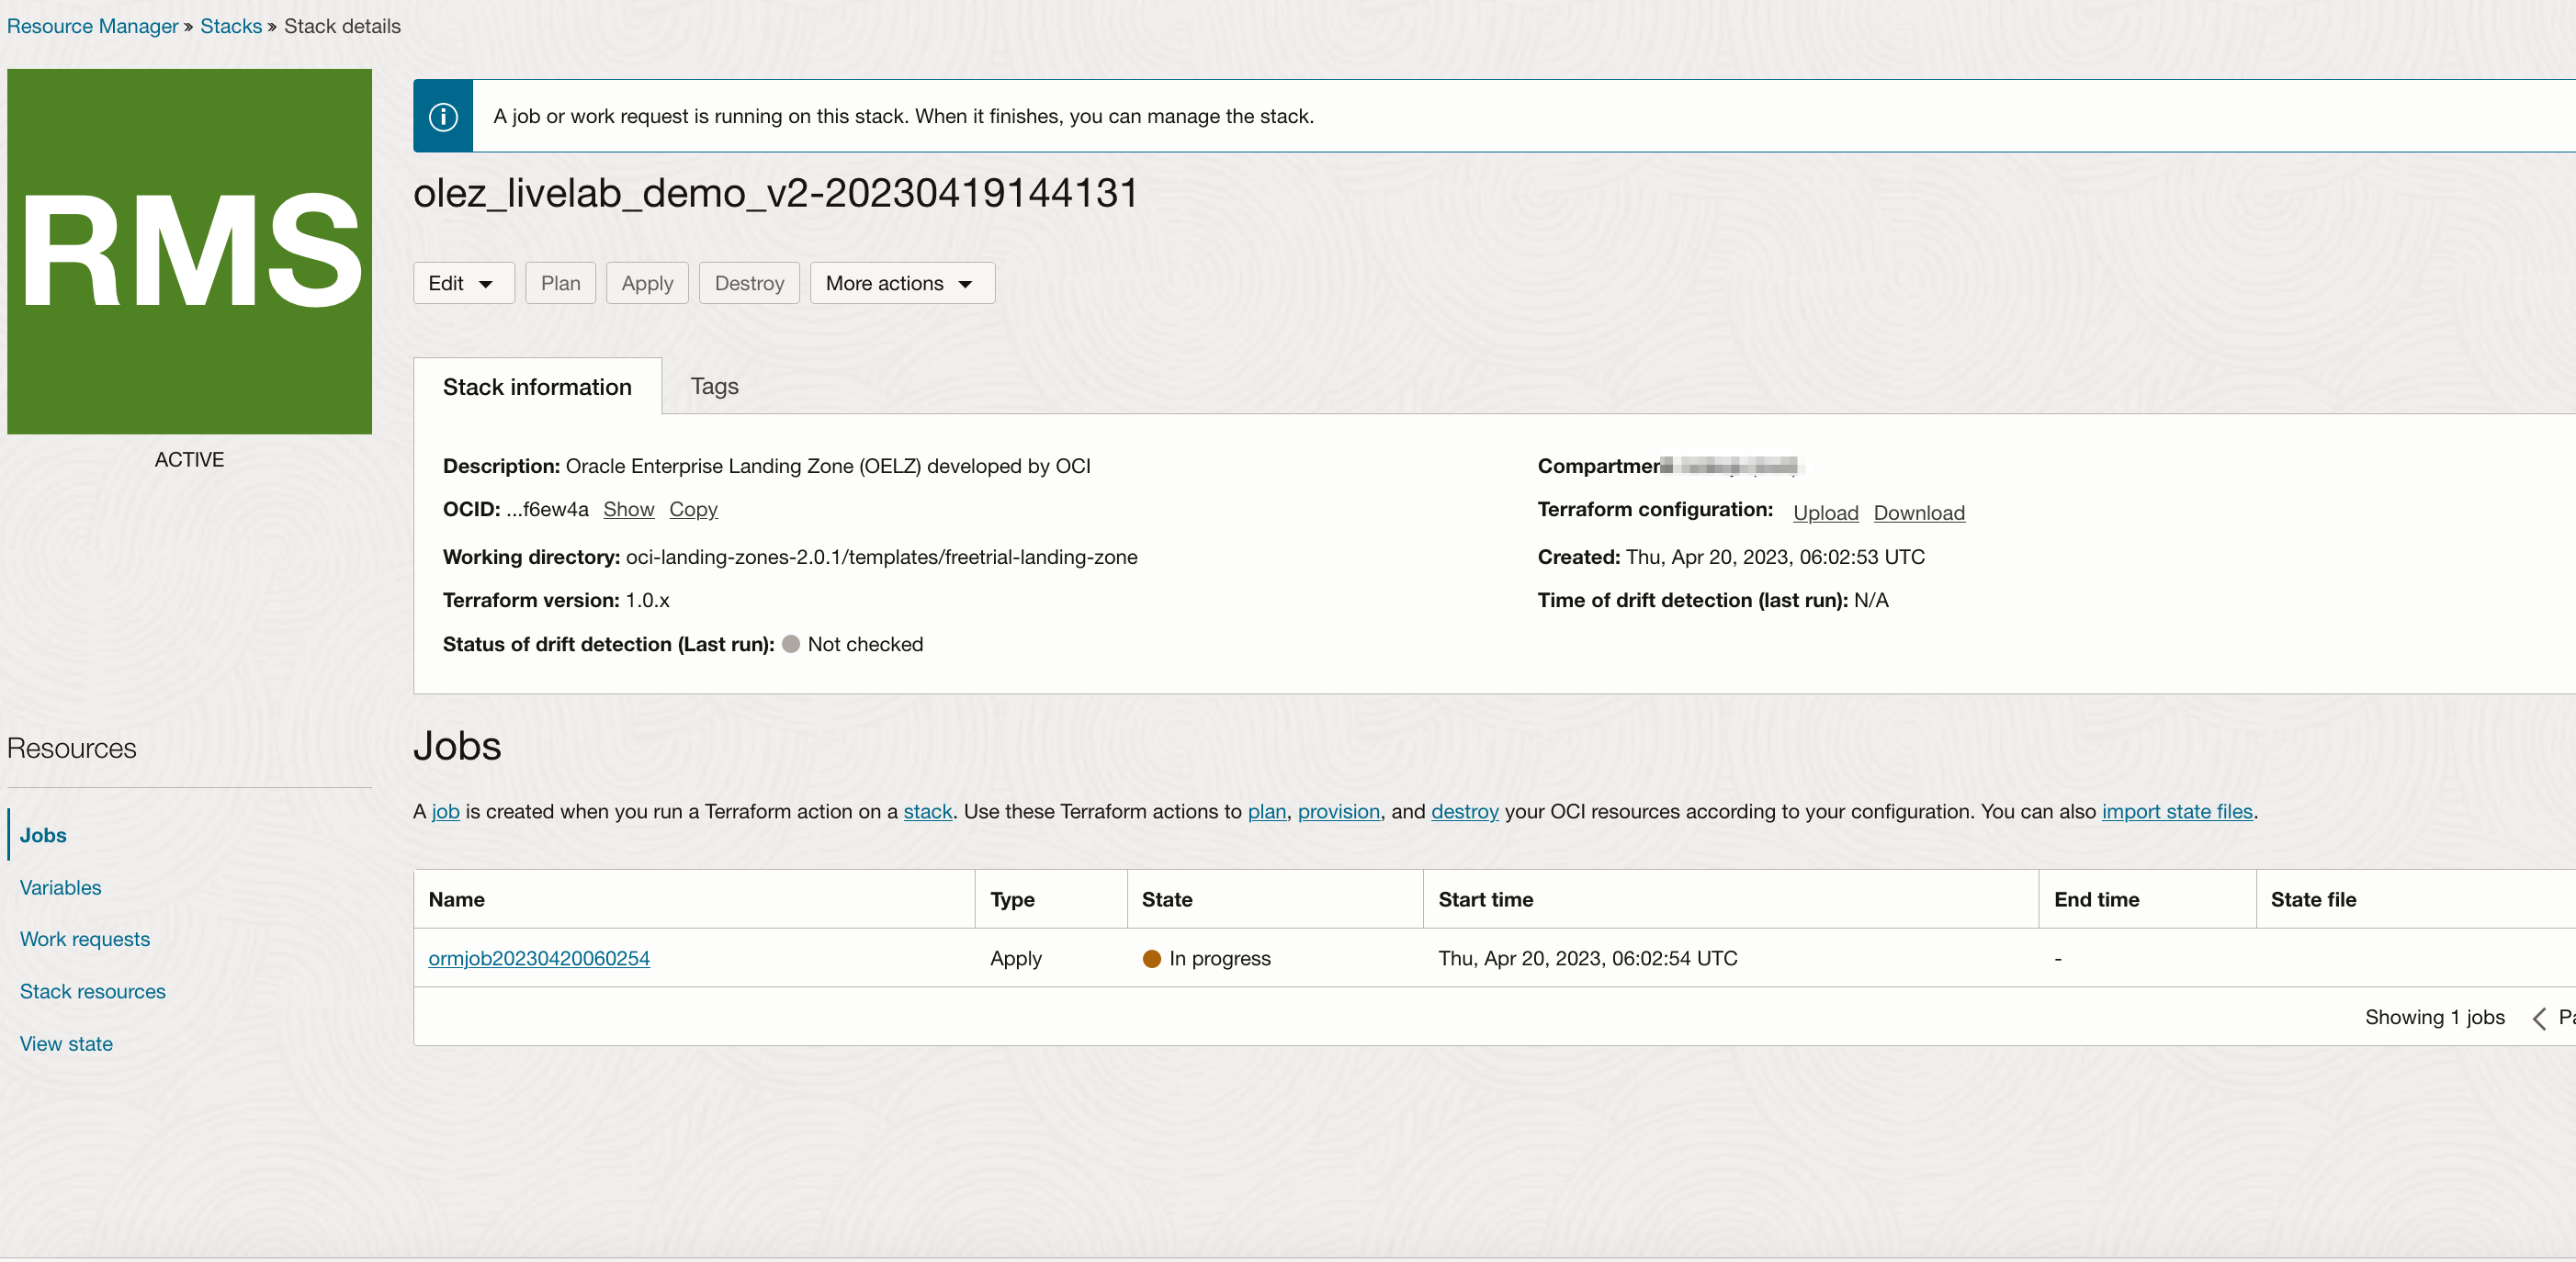 Resource Manager » Stacks » Stack details
RMS
ACTIVE
A job or work request is running on this stack. When it finishes, you can manage the stack.
olez_livelab_demo_v2-20230419144131
Edit Plan Apply Destroy More actions
Stack information Tags
Description: Oracle Enterprise Landing Zone (OELZ) developed by OCI
OCID: ...f6ew4a Show Copy
Working directory: oci-landing-zones-2.0.1/templates/freetrial-landing-zone
Terraform version: 1.0.x
Status of drift detection (Last run): Not checked
Terraform configuration: Upload Download
Created: Thu, Apr 20, 2023, 06:02:53 UTC
Time of drift detection (last run): N/A
Resources
Jobs
Variables
Work requests
Stack resources
View state
Jobs
A job is created when you run a Terraform action on a stack. Use these Terraform actions to plan, provision, and destroy your OCI resources according to your configuration. You can also import state files.
Name Type State Start time End time State file
ormjob20230420060254 Apply In progress Thu, Apr 20, 2023, 06:02:54 UTC -
Showing 1 jobs